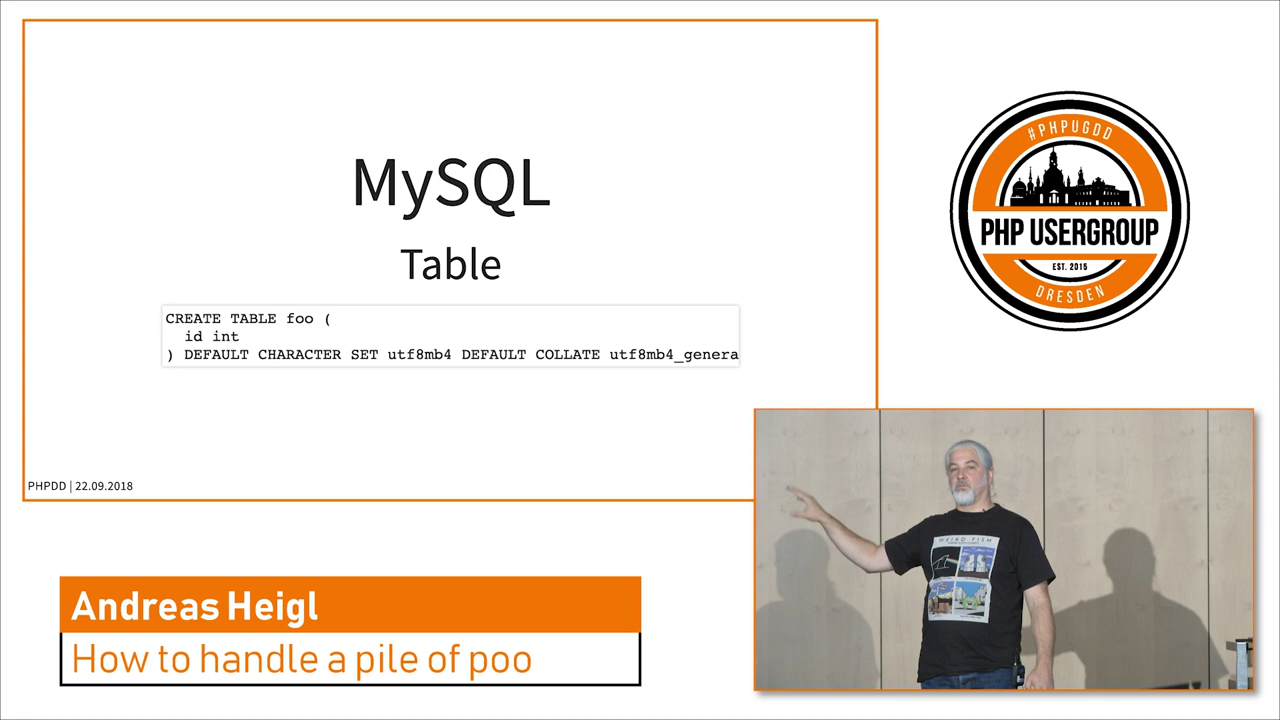 MySQL
Table
CREATE TABLE foo (
id int
) DEFAULT CHARACTER SET utf8mb4 DEFAULT COLLATE utf8mb4_genera
PHPDD | 22.09.2018
#PHPUGDD
PHP USERGROUP
EST. 2015
DRESDEN
WEIRD FISH
Andreas Heigl
How to handle a pile of poo